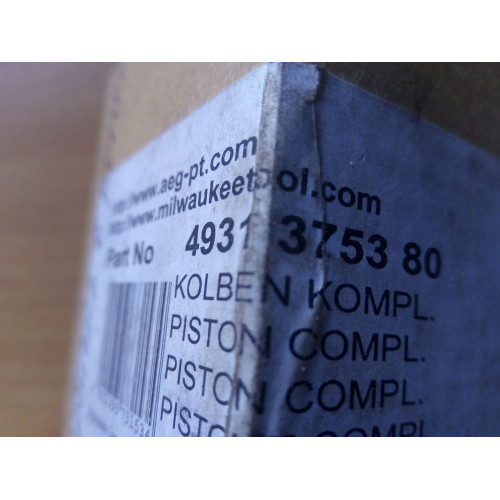 http://www.aeg-pt.com
http://www.milwaukeetool.com
Part No 4931 3753 80
KOLBEN KOMPL.
PISTON COMPL.
PISTON COMPL.
COMPL.